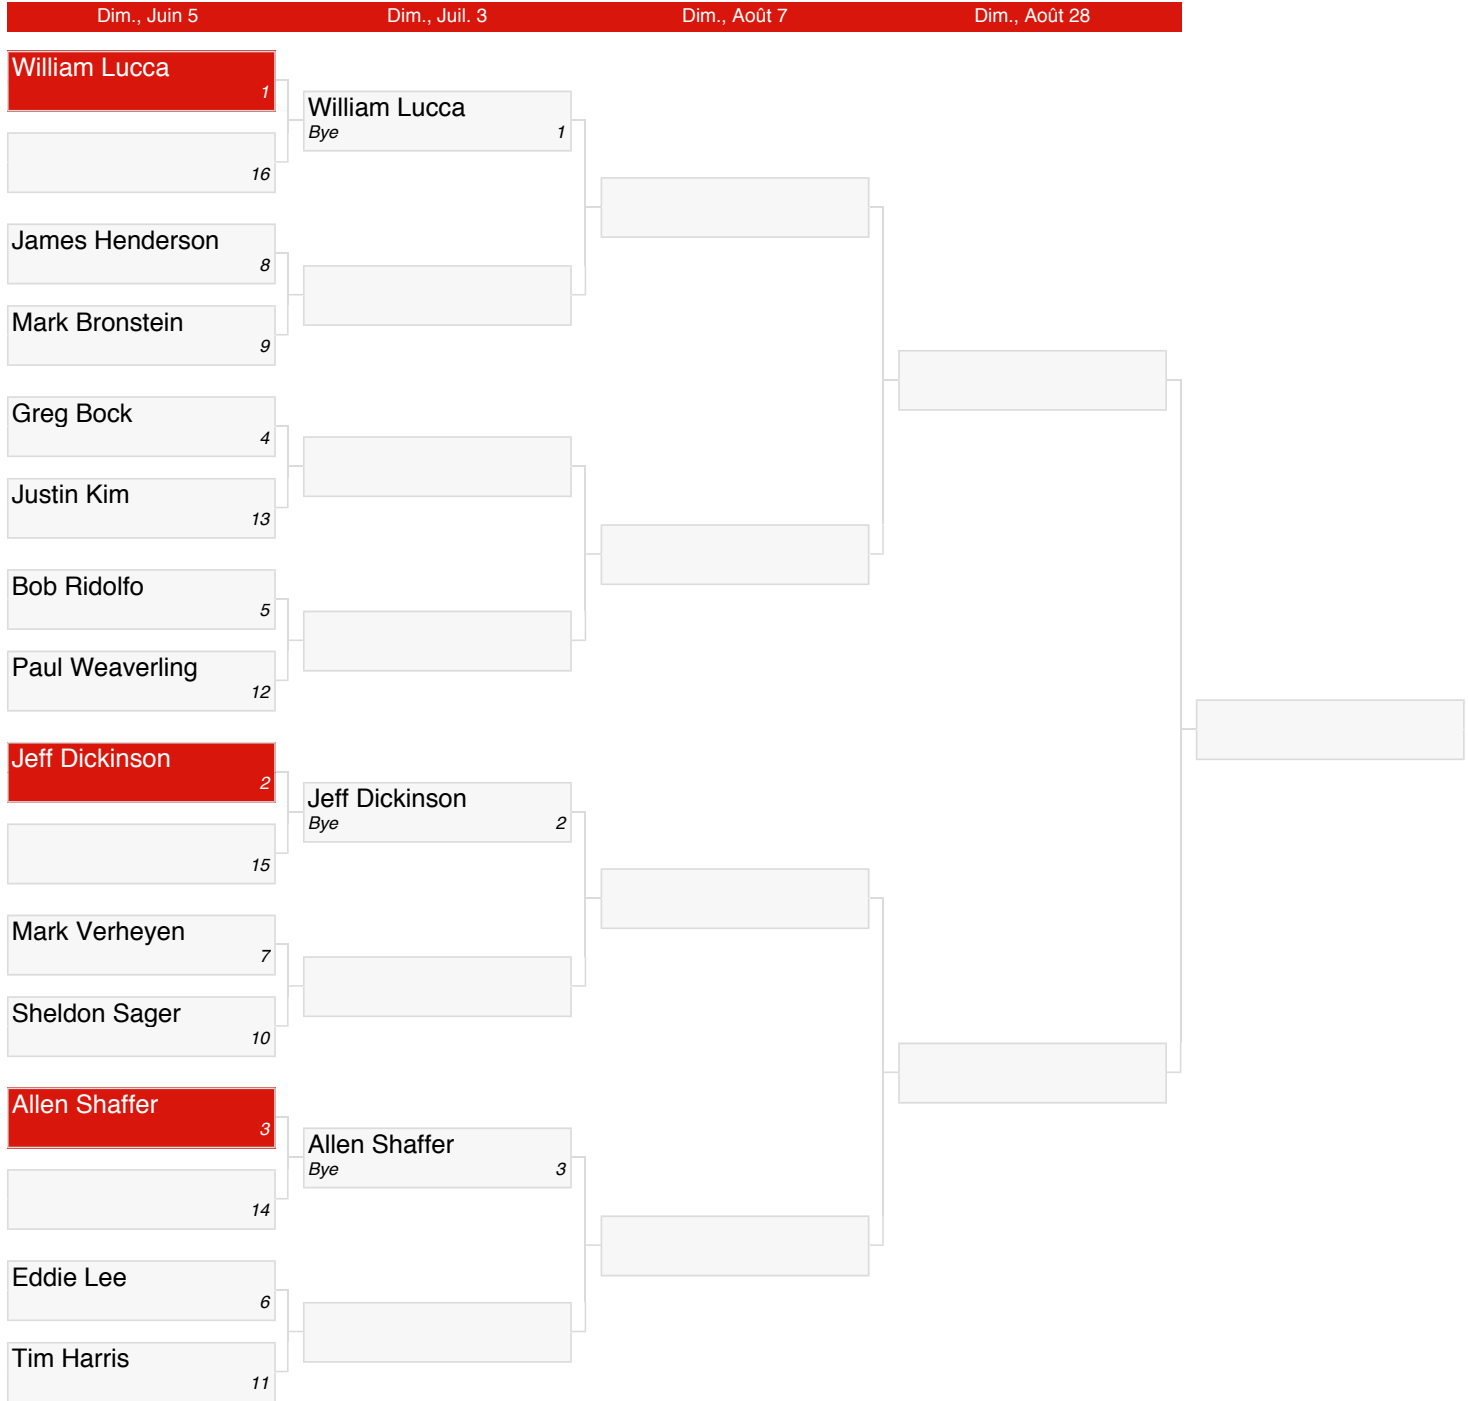 Dim., Juin 5
Dim., Juil. 3
Dim., Août 7
Dim., Août 28
William Lucca
1
16
James Henderson
8
Mark Bronstein
9
Greg Bock
4
Justin Kim
13
Bob Ridolfo
5
Paul Weaverling
12
Jeff Dickinson
2
15
Mark Verheyen
7
Sheldon Sager
10
Allen Shaffer
3
14
Eddie Lee
6
Tim Harris
11
William Lucca
Bye 1
Jeff Dickinson
Bye 2
Allen Shaffer
Bye 3